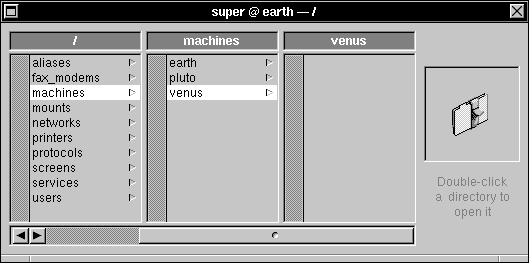 super @ earth — /
/
machines
venus
aliases
fax_modems
machines
mounts
networks
printers
protocols
screens
services
users
earth
pluto
venus
Double-click
a directory to
open it